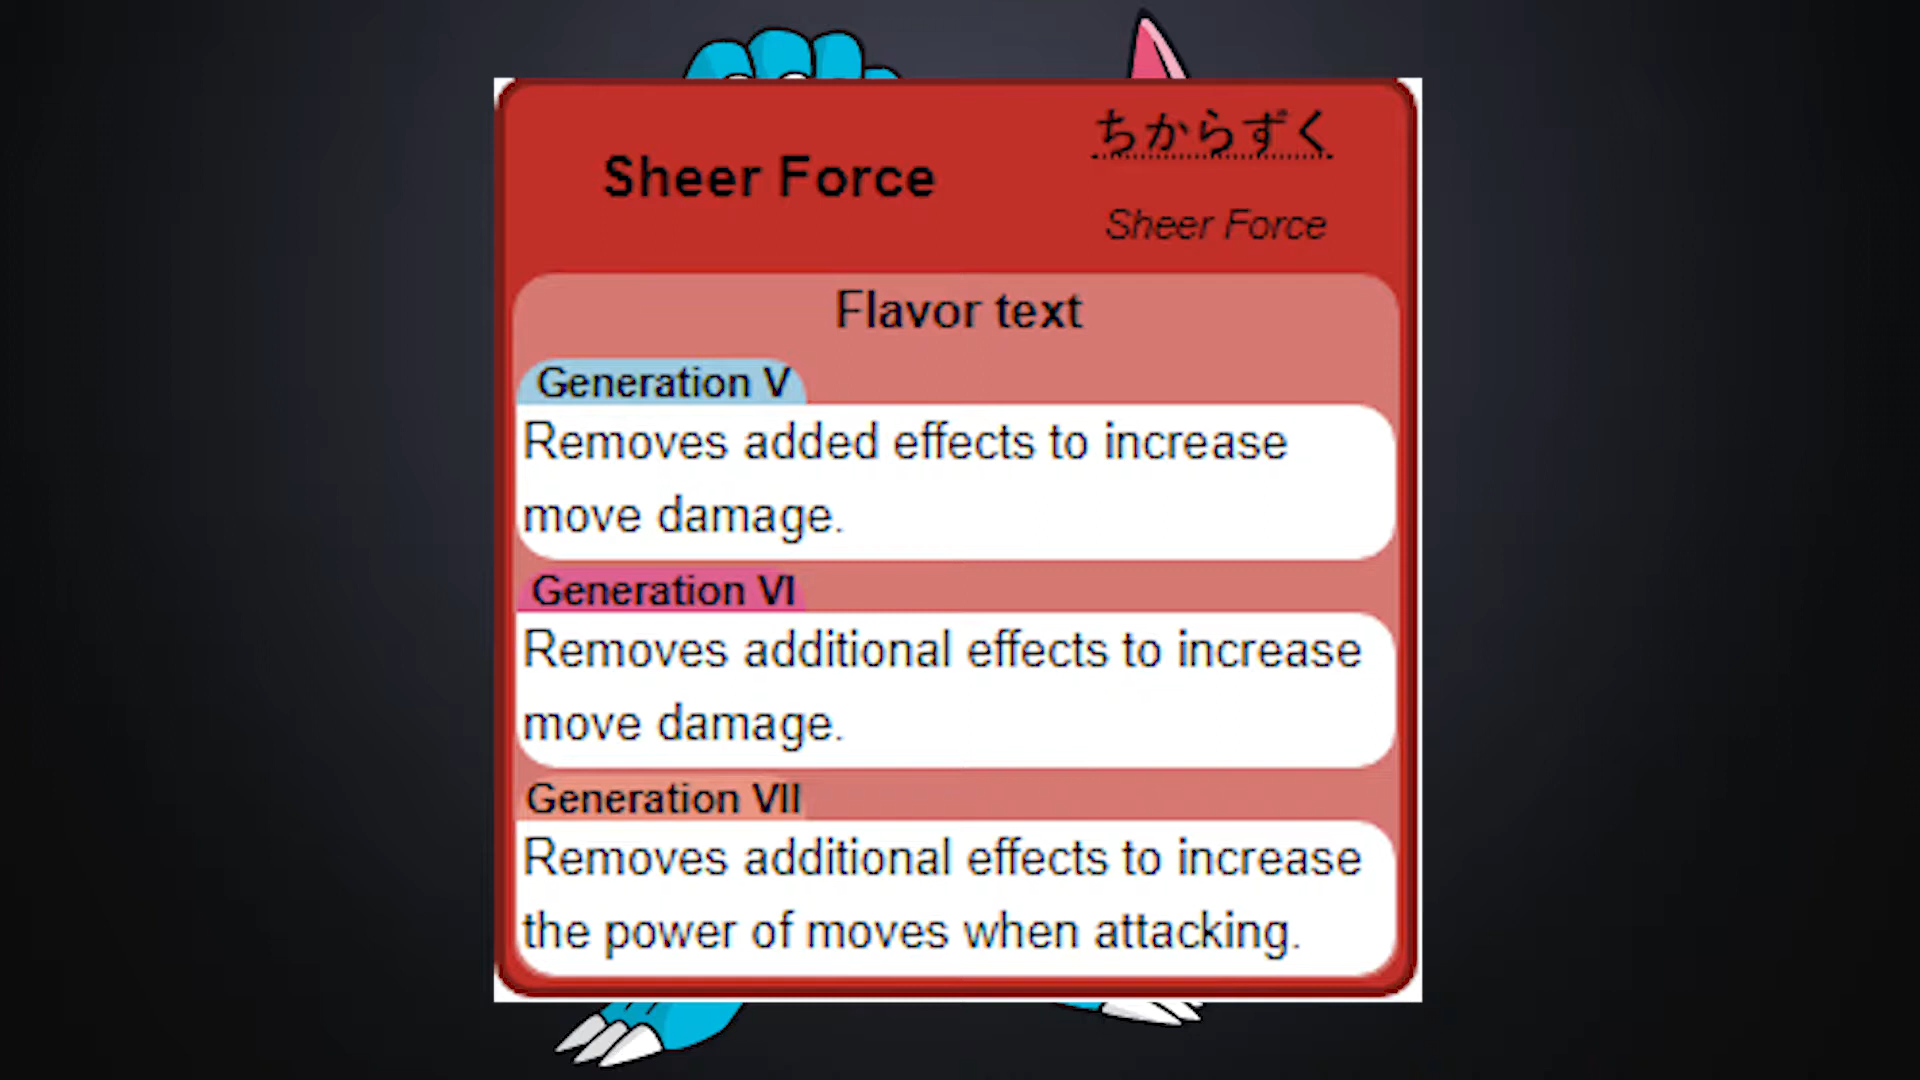 Sheer Force
ちからずく
Sheer Force
Flavor text
Generation V
Removes added effects to increase
move damage.
Generation VI
Removes additional effects to increase
move damage.
Generation VII
Removes additional effects to increase
the power of moves when attacking.